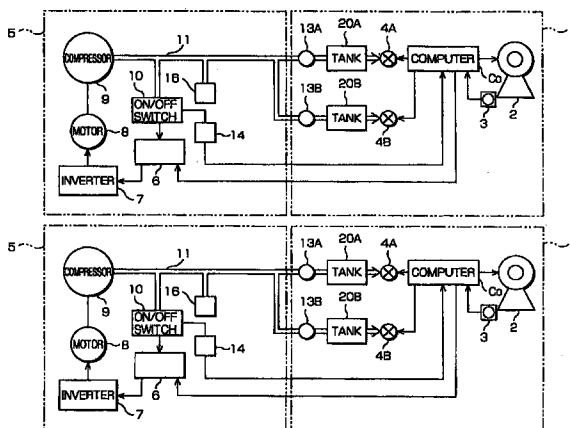 5
COMPRESSOR
9
11
10
ON/OFF
SWITCH
16
14
MOTOR
8
6
INVERTER
7
13A
20A
TANK
4A
COMPUTER
Co
3
2
13B
20B
TANK
4B
5
COMPRESSOR
9
11
10
ON/OFF
SWITCH
16
14
MOTOR
8
6
INVERTER
7
13A
20A
TANK
4A
COMPUTER
Co
3
2
13B
20B
TANK
4B